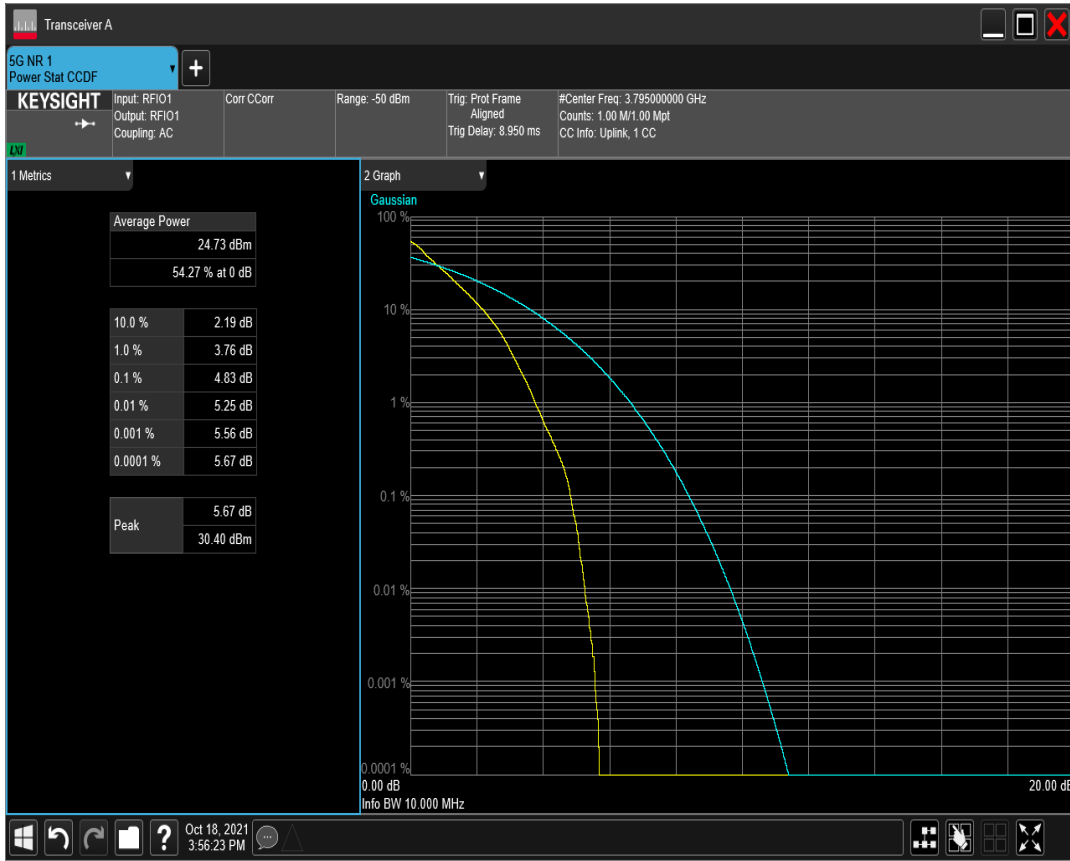 Transceiver A
5G NR 1
Power Stat CCDF
+
KEYSIGHT
LXI
Input: RFIO1
Output: RFIO1
Coupling: AC
Corr CCorr
Range: -50 dBm
Trig: Prot Frame
Aligned
Trig Delay: 8.950 ms
#Center Freq: 3.795000000 GHz
Counts: 1.00 M/1.00 Mpt
CC Info: Uplink, 1 CC
1 Metrics
Average Power
24.73 dBm
54.27 % at 0 dB
10.0 % 2.19 dB
1.0 % 3.76 dB
0.1 % 4.83 dB
0.01 % 5.25 dB
0.001 % 5.56 dB
0.0001 % 5.67 dB
Peak
5.67 dB
30.40 dBm
2 Graph
Gaussian
100 %
10 %
1 %
0.1 %
0.01 %
0.001 %
0.0001 %
0.00 dB 20.00 dB
Info BW 10.000 MHz
?
Oct 18, 2021
3:56:23 PM